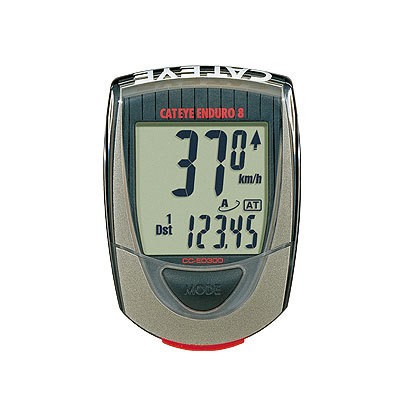 CATEYE
CATEYE ENDURO 8
37.0
km/h
A AT
1
Dst 123.45
CC-ED300
MODE